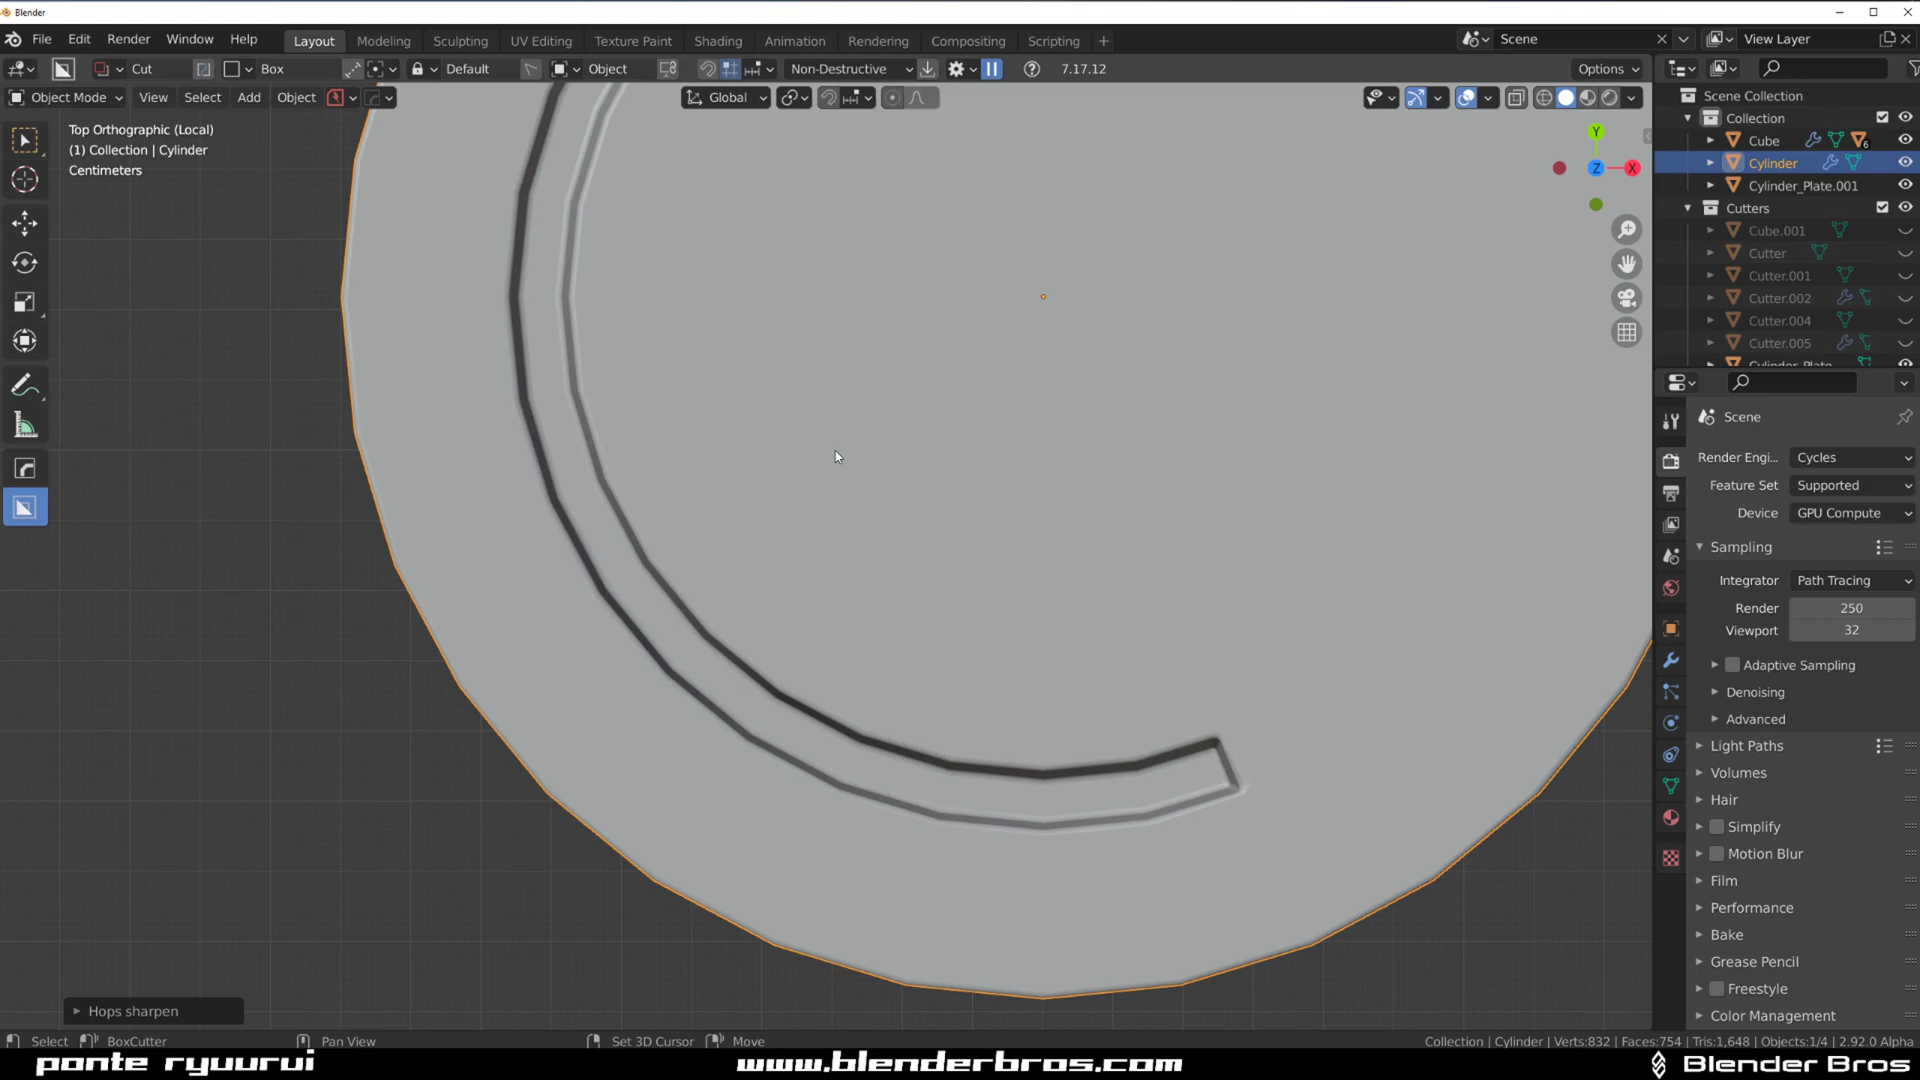 Blender
File Edit Render Window Help
Layout Modeling Sculpting UV Editing Texture Paint Shading Animation Rendering Compositing Scripting +
Scene View Layer
Cut Box Default Object Non-Destructive 7.17.12 Options
Object Mode View Select Add Object Global
Top Orthographic (Local)
(1) Collection | Cylinder
Centimeters
Y
Z X
Scene Collection
Collection
Cube 6
Cylinder
Cylinder_Plate.001
Cutters
Cube.001
Cutter
Cutter.001
Cutter.002
Cutter.004
Cutter.005
Cylinder_Plate
Scene
Render Engi... Cycles
Feature Set Supported
Device GPU Compute
Sampling
Integrator Path Tracing
Render 250
Viewport 32
Adaptive Sampling
Denoising
Advanced
Light Paths
Volumes
Hair
Simplify
Motion Blur
Film
Performance
Bake
Grease Pencil
Freestyle
Color Management
Hops sharpen
Select BoxCutter Pan View Set 3D Cursor Move Collection | Cylinder | Verts:832 | Faces:754 | Tris:1,648 | Objects:1/4 | 2.92.0 Alpha
ponte ryuurui www.blenderbros.com Blender Bros